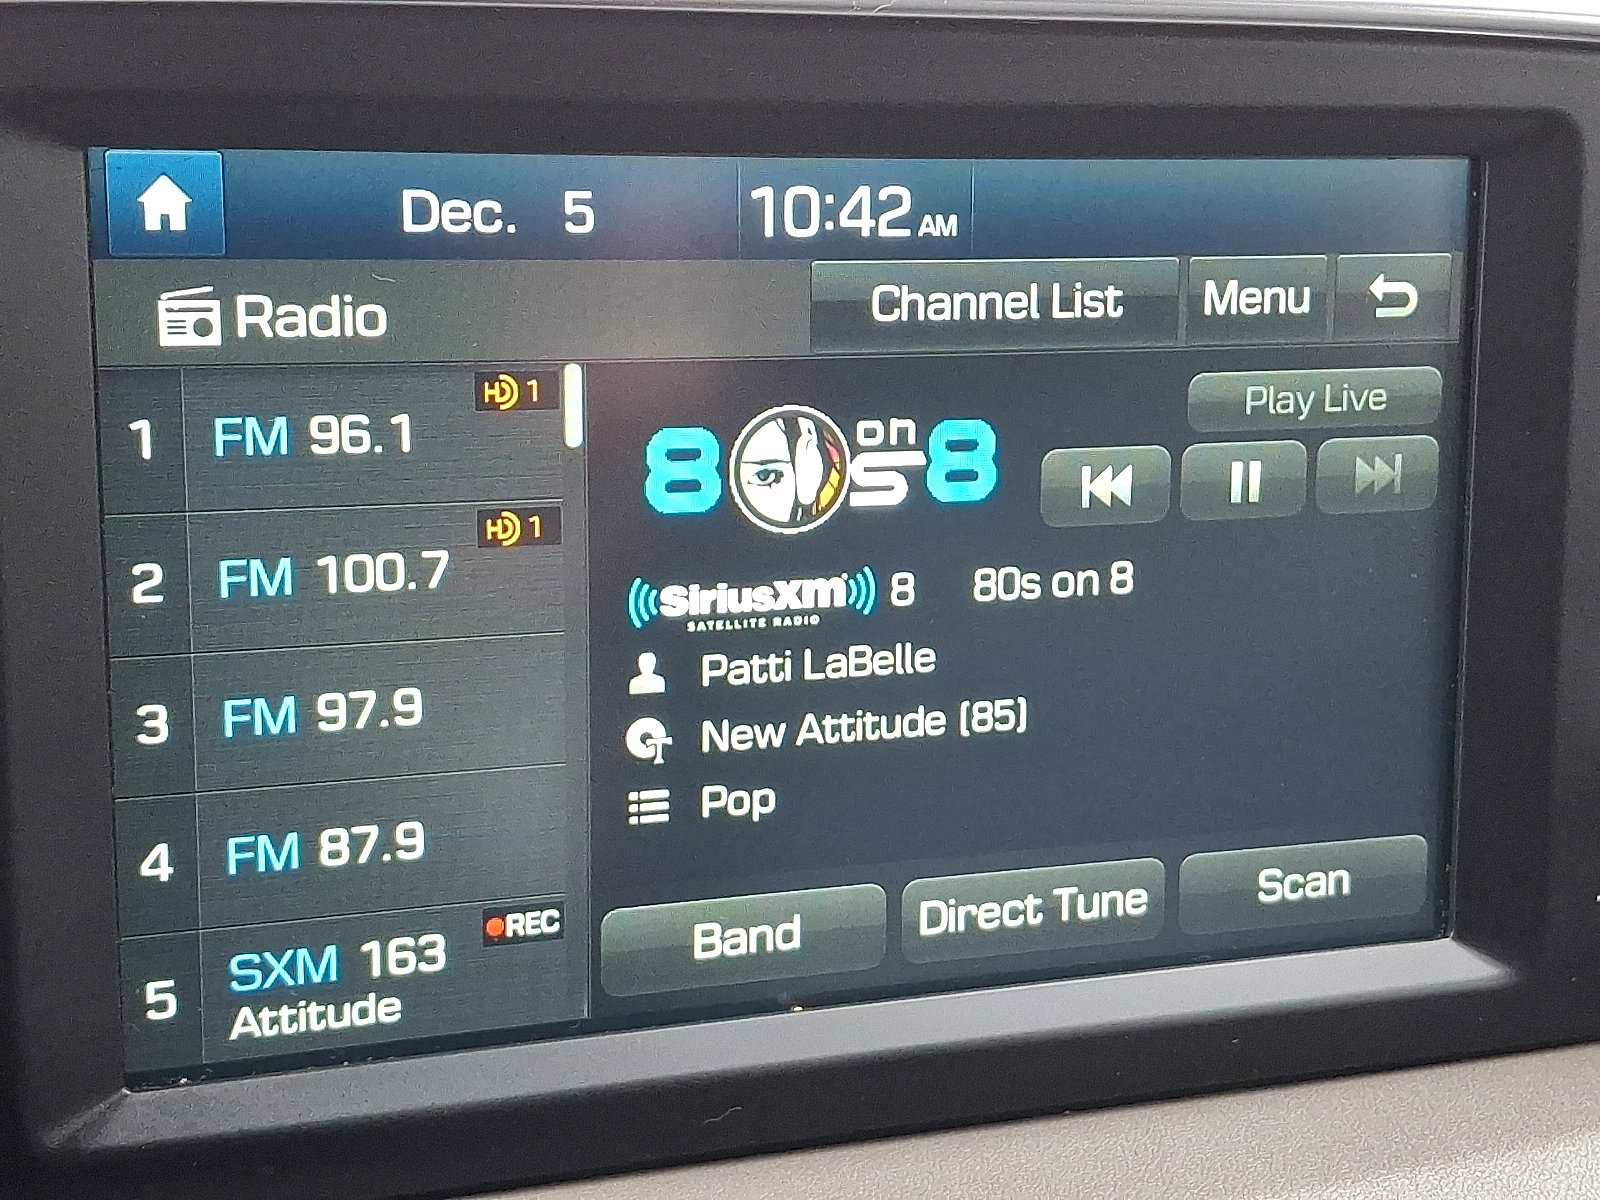 Dec. 5 10:42 AM
Radio Channel List Menu
1 FM 96.1 HD 1
2 FM 100.7 HD 1
3 FM 97.9
4 FM 87.9
5 SXM 163 REC
Attitude
Play Live
80s on 8
SiriusXM 8 80s on 8
SATELLITE RADIO
Patti LaBelle
New Attitude (85)
Pop
Band Direct Tune Scan